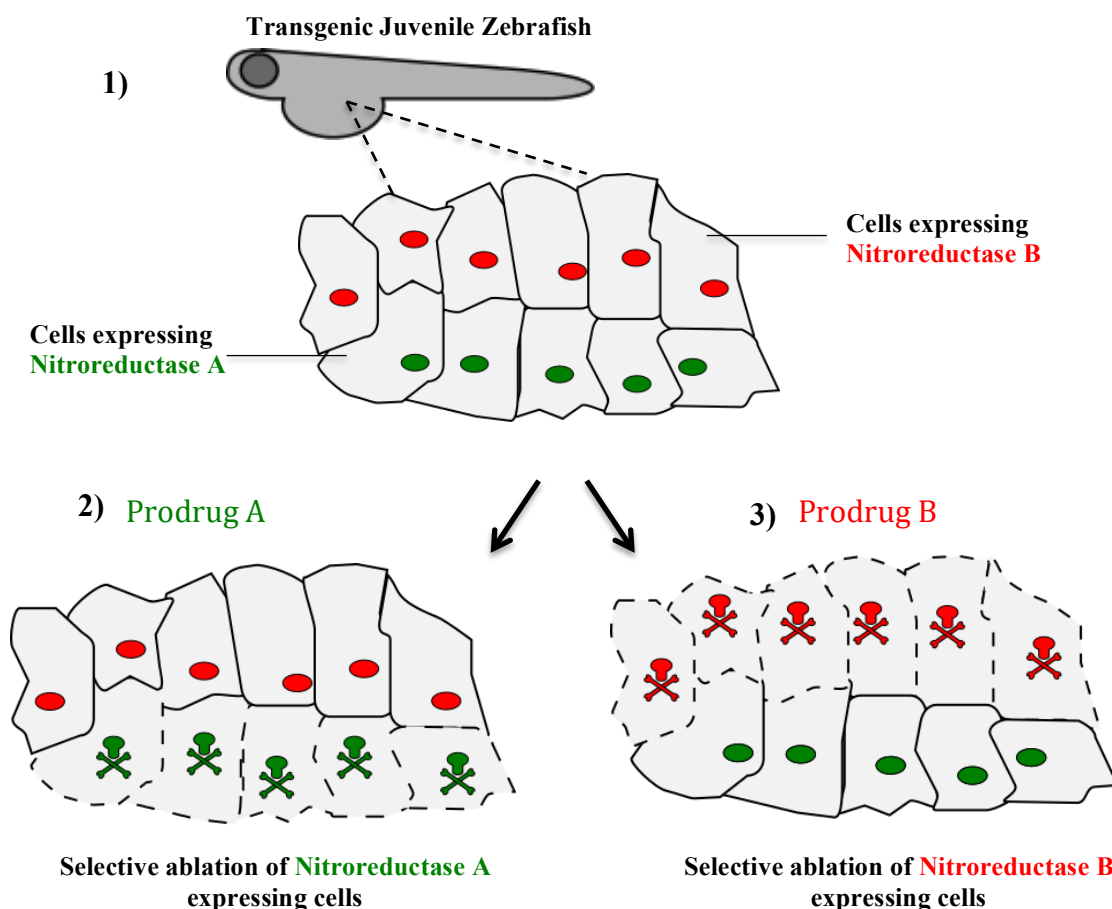 Transgenic Juvenile Zebrafish
1)
Cells expressing
Nitroreductase B
Cells expressing
Nitroreductase A
2) Prodrug A
3) Prodrug B
Selective ablation of Nitroreductase A
expressing cells
Selective ablation of Nitroreductase B
expressing cells